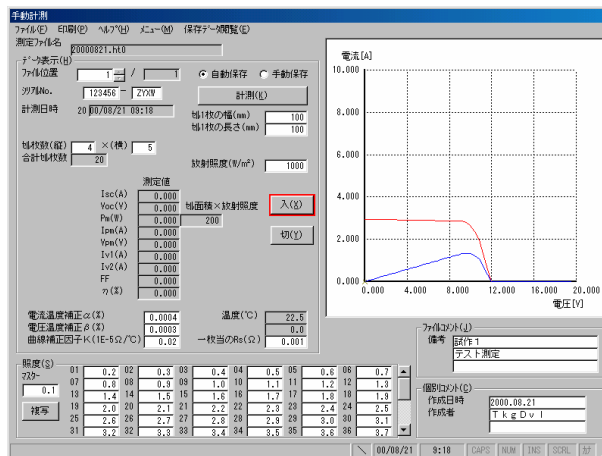 手動計測
ファイル(F) 印刷(P) ヘルプ(H) メニュー(M) 保存データ閲覧(E)
測定ファイル名 20000821.ht0
データ表示(H)
ファイル位置 1 / 1 自動保存 手動保存
シリアルNo. 123456 - ZYXW 計測(K)
計測日時 20 00/08/21 09:18
セル1枚の幅(mm) 100
セル1枚の長さ(mm) 100
セル枚数(縦) 4 ×(横) 5
合計セル枚数 20
放射照度(W/m²) 1000
測定値
Isc(A) 0.000
Voc(V) 0.000 セル面積×放射照度 入(X)
Pm(W) 0.000 200
Ipm(A) 0.000
Vpm(V) 0.000 切(Y)
Iv1(A) 0.000
Iv2(A) 0.000
FF 0.000
η(%) 0.000
電流温度補正α(%) 0.0004 温度(℃) 22.5
電圧温度補正β(%) 0.0003 0.0
曲線補正因子K(1E-5Ω/℃) 0.02 一枚当のRs(Ω) 0.001
電流[A]
10.000
8.000
6.000
4.000
2.000
0.000
0.000 4.000 8.000 12.000 16.000 20.000
電圧[V]
ファイルコメント(J)
備考 試作1
テスト測定
照度(S)
マスター 01 0.2 02 0.3 03 0.4 04 0.5 05 0.6 06 0.7
0.1 07 0.8 08 0.9 09 1.0 10 1.1 11 1.2 12 1.3
13 1.4 14 1.5 15 1.6 16 1.7 17 1.8 18 1.9
複写 19 2.0 20 2.1 21 2.2 22 2.3 23 2.4 24 2.5
25 2.6 26 2.7 27 2.8 28 2.9 29 3.0 30 3.1
31 3.2 32 3.3 33 3.4 34 3.5 35 3.6 36 3.7
個別コメント(C)
作成日時 2000.08.21
作成者 TkgDvl
00/08/21 9:18 CAPS NUM INS SCRL カナ